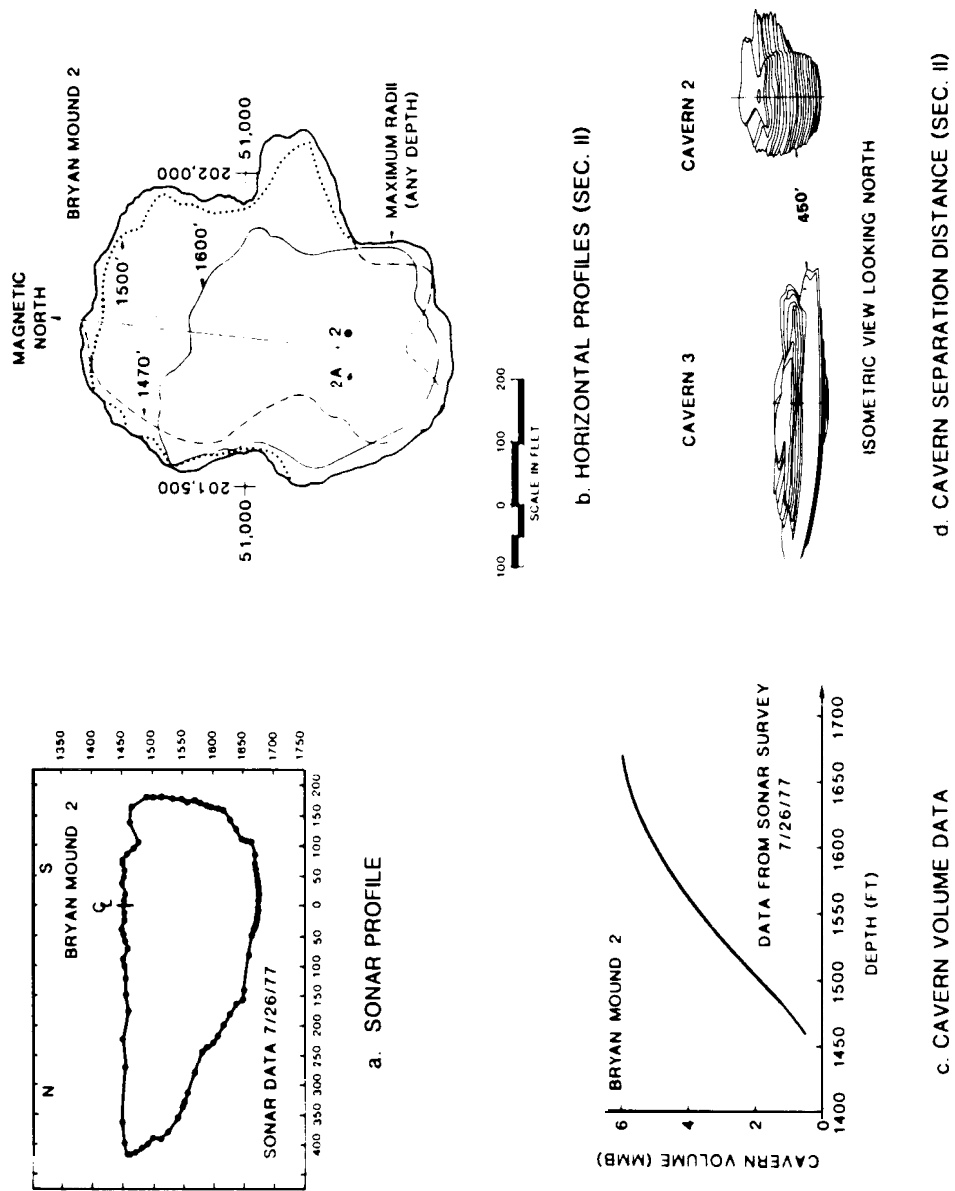 BRYAN MOUND 2
N
S
℄
1350
1400
1450
1500
1550
1600
1650
1700
1750
400 350 300 250 200 150 100 50 0 50 100 150 200
SONAR DATA 7/26/77
a. SONAR PROFILE
MAGNETIC
NORTH
BRYAN MOUND 2
1470'
1500'
1600'
201,500
202,000
51,000
51,000
2A
2
MAXIMUM RADII
(ANY DEPTH)
100 0 100 200
SCALE IN FEET
b. HORIZONTAL PROFILES (SEC. II)
BRYAN MOUND 2
CAVERN VOLUME (MMB)
6
4
2
0
1400 1450 1500 1550 1600 1650 1700
DATA FROM SONAR SURVEY
7/26/77
DEPTH (FT)
c. CAVERN VOLUME DATA
CAVERN 3
CAVERN 2
450'
ISOMETRIC VIEW LOOKING NORTH
d. CAVERN SEPARATION DISTANCE (SEC. II)